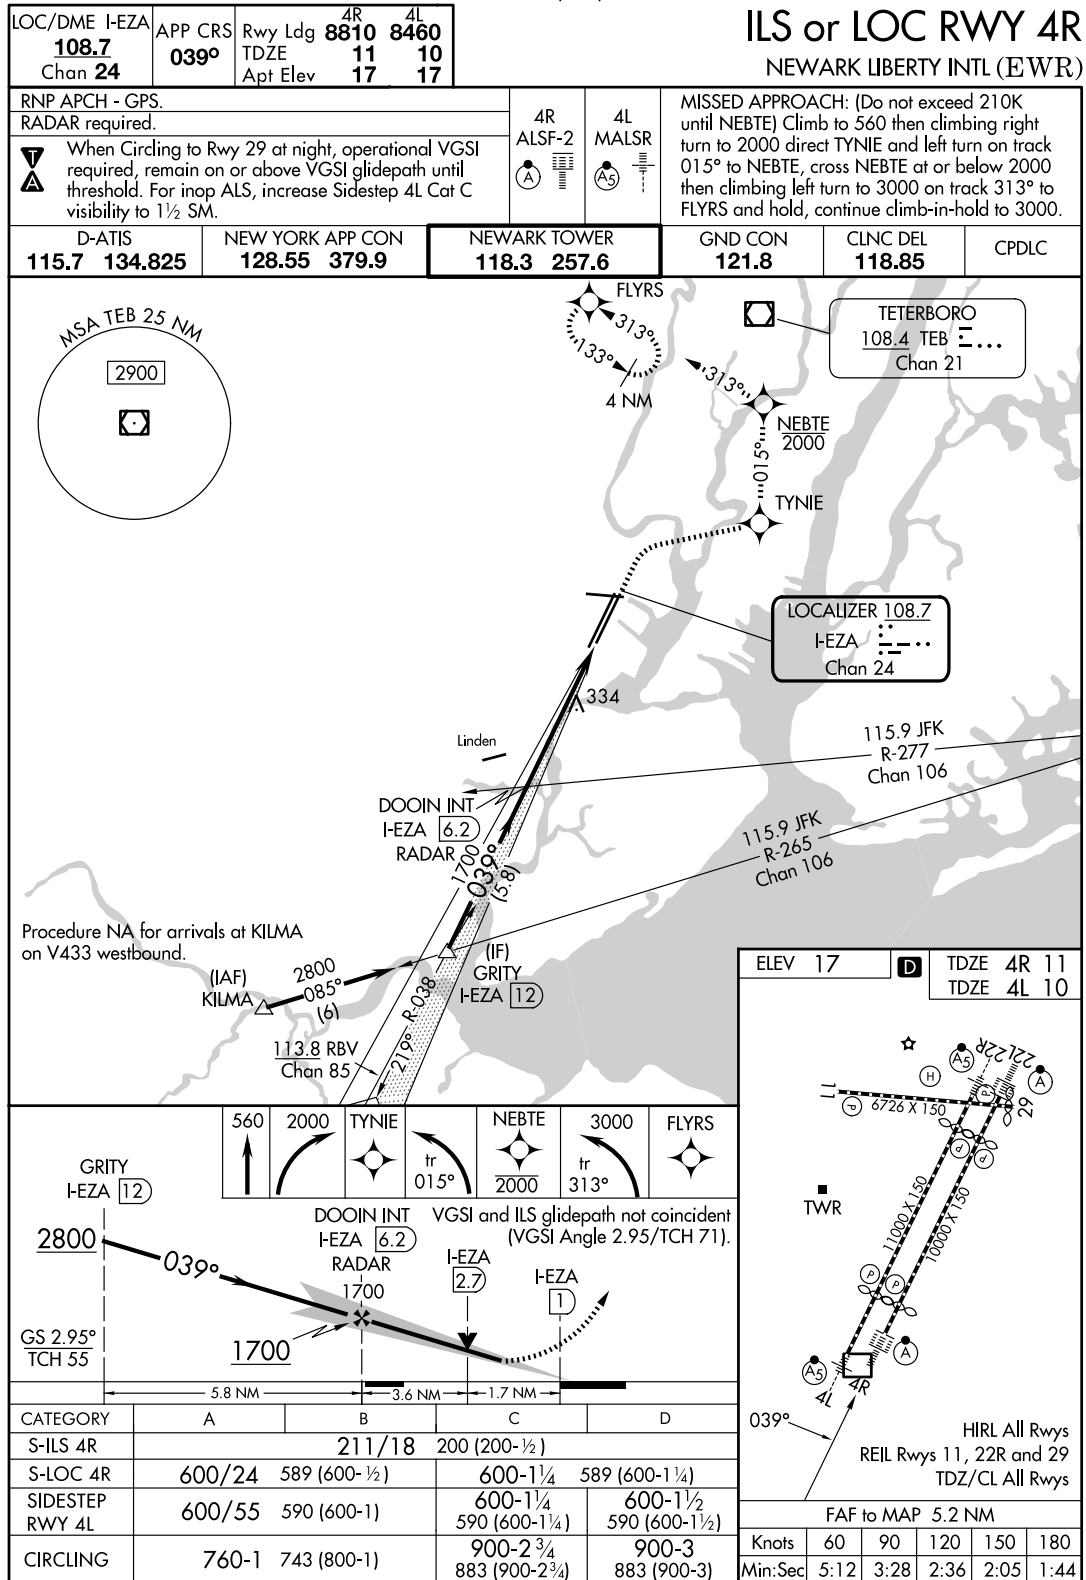 LOC/DME I-EZA
108.7
Chan 24
APP CRS
039°
4R 4L
Rwy Ldg 8810 8460
TDZE 11 10
Apt Elev 17 17
ILS or LOC RWY 4R
NEWARK LIBERTY INTL (EWR)
RNP APCH - GPS.
RADAR required.
T
A
When Circling to Rwy 29 at night, operational VGSI
required, remain on or above VGSI glidepath until
threshold. For inop ALS, increase Sidestep 4L Cat C
visibility to 1½ SM.
4R
ALSF-2
A
4L
MALSR
A5
MISSED APPROACH: (Do not exceed 210K
until NEBTE) Climb to 560 then climbing right
turn to 2000 direct TYNIE and left turn on track
015° to NEBTE, cross NEBTE at or below 2000
then climbing left turn to 3000 on track 313° to
FLYRS and hold, continue climb-in-hold to 3000.
D-ATIS
115.7 134.825
NEW YORK APP CON
128.55 379.9
NEWARK TOWER
118.3 257.6
GND CON
121.8
CLNC DEL
118.85
CPDLC
MSA TEB 25 NM
2900
FLYRS
313°
133°
4 NM
TETERBORO
108.4 TEB
Chan 21
313°
NEBTE
2000
015°
TYNIE
LOCALIZER 108.7
I-EZA
Chan 24
334
Linden
115.9 JFK
R-277
Chan 106
DOOIN INT
I-EZA 6.2
RADAR
1700
039°
(5.8)
115.9 JFK
R-265
Chan 106
Procedure NA for arrivals at KILMA
on V433 westbound.
(IAF)
KILMA
2800
085°
(6)
(IF)
GRITY
I-EZA 12
219° R-038
113.8 RBV
Chan 85
ELEV 17
D
TDZE 4R 11
TDZE 4L 10
A5
22R
22L
A
H
P
11
P
6726 X 150
29
P
P
TWR
11000 X 150
10000 X 150
P
P
A
A5
4L
4R
039°
HIRL All Rwys
REIL Rwys 11, 22R and 29
TDZ/CL All Rwys
FAF to MAP 5.2 NM
Knots 60 90 120 150 180
Min:Sec 5:12 3:28 2:36 2:05 1:44
560
2000
TYNIE
tr
015°
NEBTE
2000
3000
tr
313°
FLYRS
GRITY
I-EZA 12
2800
039°
GS 2.95°
TCH 55
DOOIN INT
I-EZA 6.2
RADAR
1700
1700
VGSI and ILS glidepath not coincident
(VGSI Angle 2.95/TCH 71).
I-EZA
2.7
I-EZA
1
5.8 NM
3.6 NM
1.7 NM
CATEGORY A B C D
S-ILS 4R 211/18 200 (200-½)
S-LOC 4R 600/24 589 (600-½) 600-1¼ 589 (600-1¼)
SIDESTEP
RWY 4L
600/55 590 (600-1)
600-1¼
590 (600-1¼)
600-1½
590 (600-1½)
CIRCLING 760-1 743 (800-1)
900-2¾
883 (900-2¾)
900-3
883 (900-3)